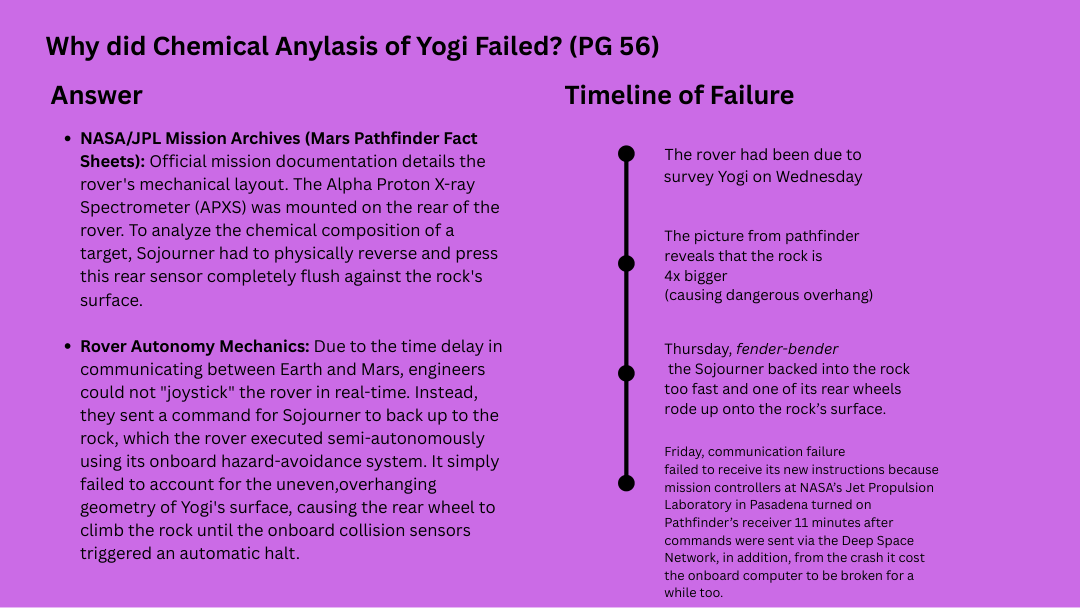 Why did Chemical Anylasis of Yogi Failed? (PG 56)
Answer
• NASA/JPL Mission Archives (Mars Pathfinder Fact
Sheets): Official mission documentation details the
rover's mechanical layout. The Alpha Proton X-ray
Spectrometer (APXS) was mounted on the rear of the
rover. To analyze the chemical composition of a
target, Sojourner had to physically reverse and press
this rear sensor completely flush against the rock's
surface.
• Rover Autonomy Mechanics: Due to the time delay in
communicating between Earth and Mars, engineers
could not "joystick" the rover in real-time. Instead,
they sent a command for Sojourner to back up to the
rock, which the rover executed semi-autonomously
using its onboard hazard-avoidance system. It simply
failed to account for the uneven,overhanging
geometry of Yogi's surface, causing the rear wheel to
climb the rock until the onboard collision sensors
triggered an automatic halt.
Timeline of Failure
The rover had been due to
survey Yogi on Wednesday
The picture from pathfinder
reveals that the rock is
4x bigger
(causing dangerous overhang)
Thursday, fender-bender
the Sojourner backed into the rock
too fast and one of its rear wheels
rode up onto the rock’s surface.
Friday, communication failure
failed to receive its new instructions because
mission controllers at NASA’s Jet Propulsion
Laboratory in Pasadena turned on
Pathfinder’s receiver 11 minutes after
commands were sent via the Deep Space
Network, in addition, from the crash it cost
the onboard computer to be broken for a
while too.